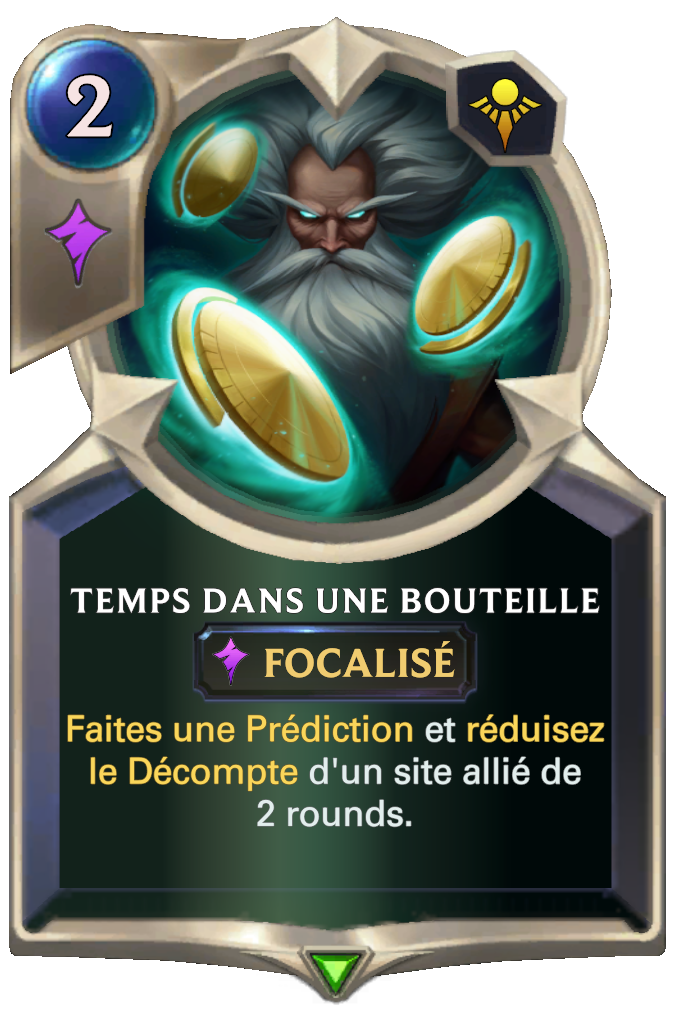 2
TEMPS DANS UNE BOUTEILLE
FOCALISÉ
Faites une Prédiction et réduisez
le Décompte d'un site allié de
2 rounds.